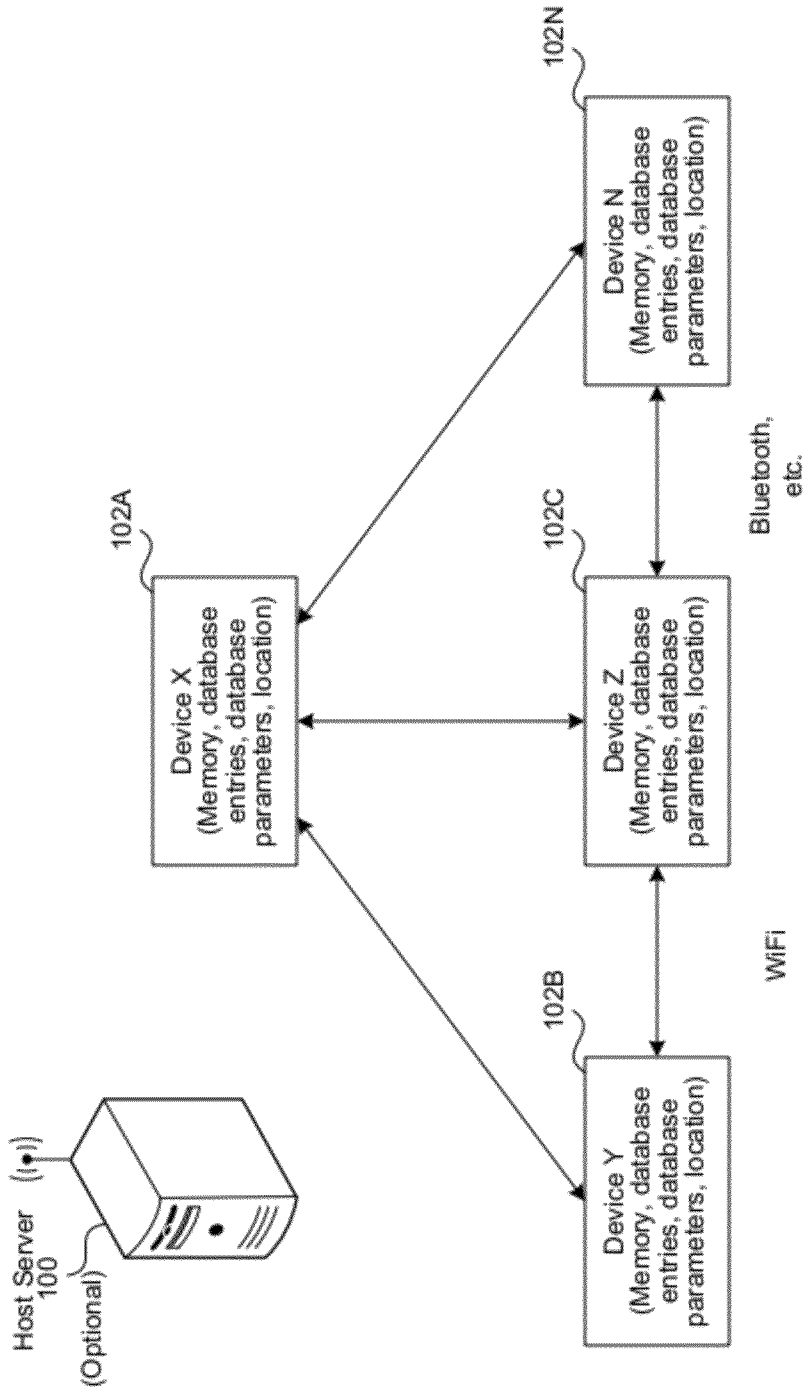 Host Server
100
(Optional)
102A
Device X
(Memory, database
entries, database
parameters, location)
102B
Device Y
(Memory, database
entries, database
parameters, location)
102C
Device Z
(Memory, database
entries, database
parameters, location)
102N
Device N
(Memory, database
entries, database
parameters, location)
WiFi
Bluetooth,
etc.